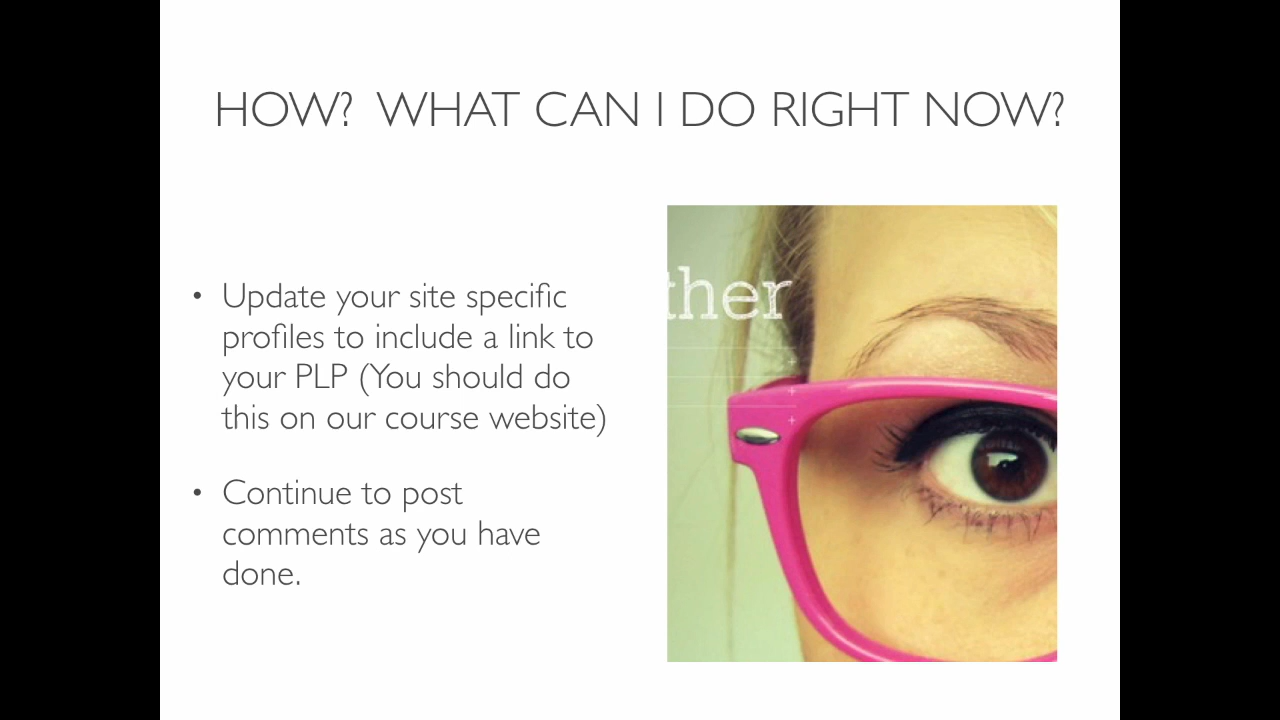 HOW?  WHAT CAN I DO RIGHT NOW?
• Update your site specific
profiles to include a link to
your PLP (You should do
this on our course website)
• Continue to post
comments as you have
done.
ther